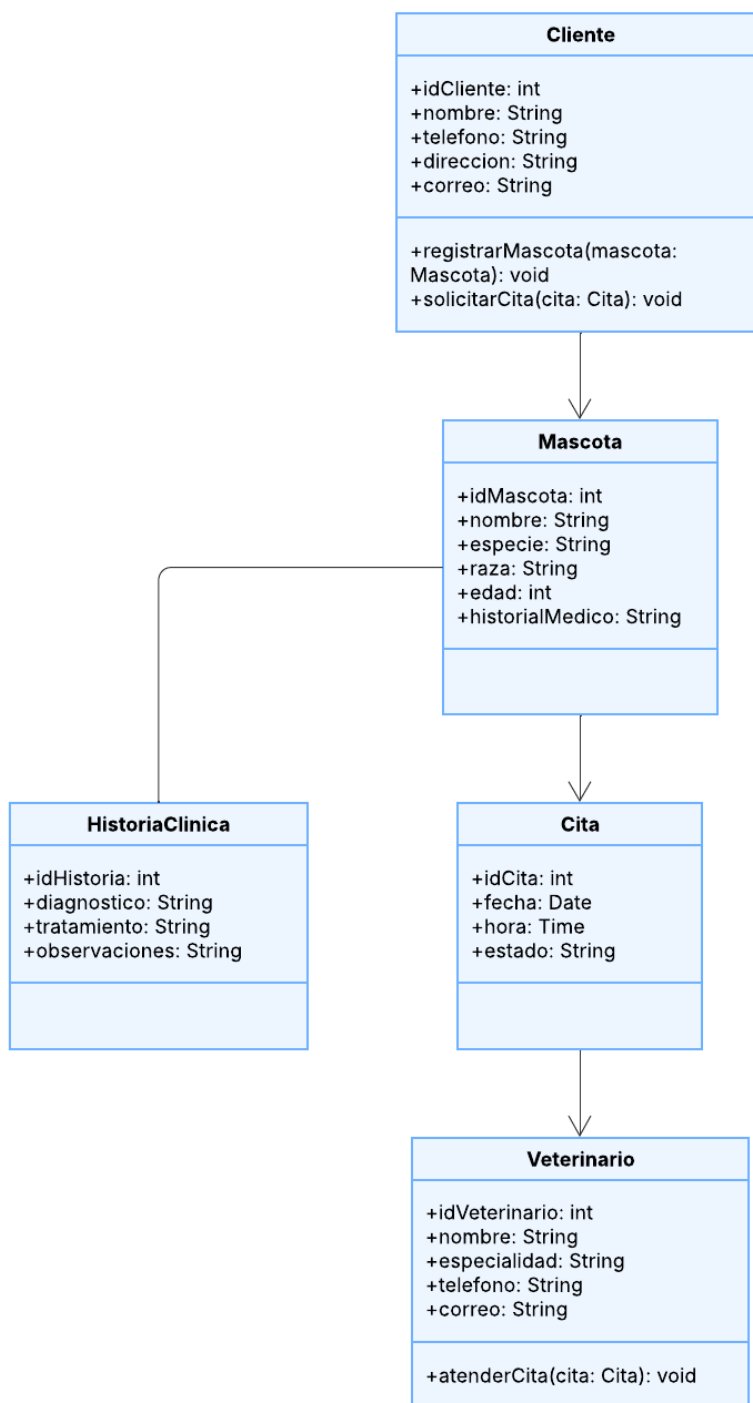 Cliente
+idCliente: int
+nombre: String
+telefono: String
+direccion: String
+correo: String
+registrarMascota(mascota:
Mascota): void
+solicitarCita(cita: Cita): void
Mascota
+idMascota: int
+nombre: String
+especie: String
+raza: String
+edad: int
+historialMedico: String
HistoriaClinica
+idHistoria: int
+diagnostico: String
+tratamiento: String
+observaciones: String
Cita
+idCita: int
+fecha: Date
+hora: Time
+estado: String
Veterinario
+idVeterinario: int
+nombre: String
+especialidad: String
+telefono: String
+correo: String
+atenderCita(cita: Cita): void